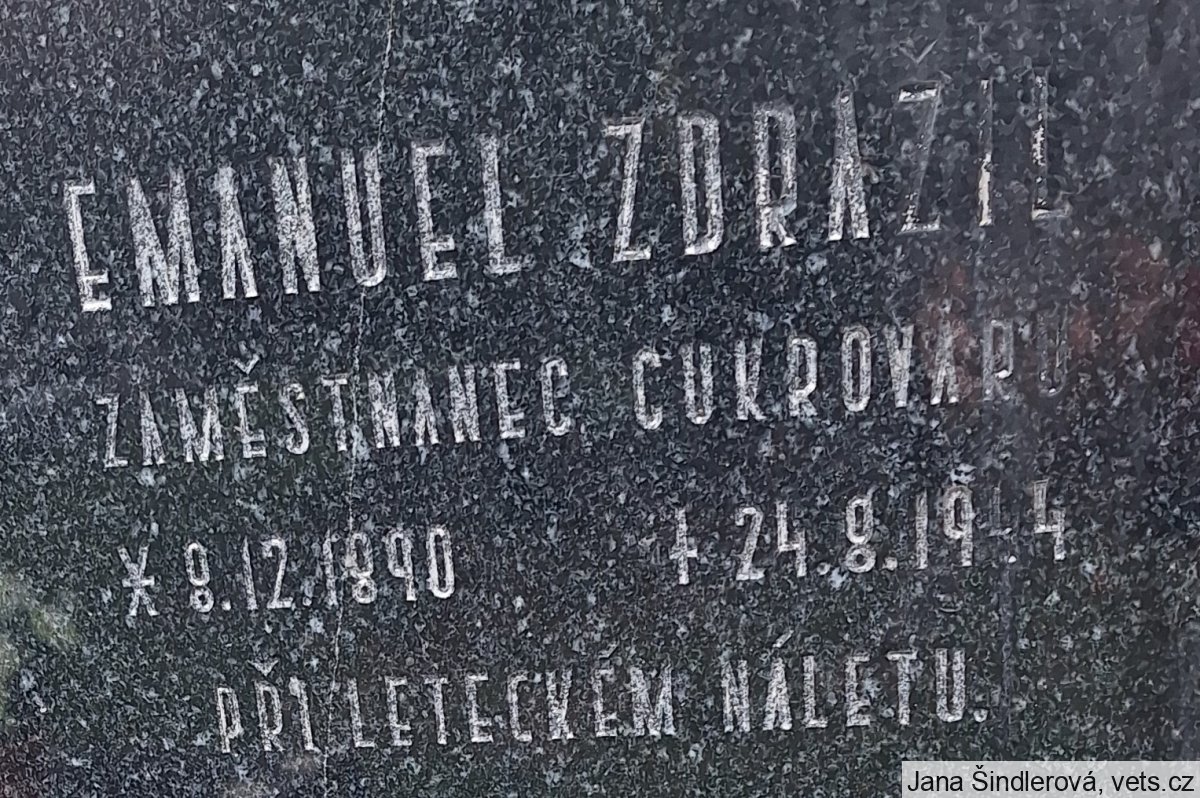 EMANUEL ZDRAŽIL
ZAMĚSTNANEC CUKROVARU
* 8.12.1890 † 24.8.1944
PŘI LETECKÉM NÁLETU.
Jana Šindlerová, vets.cz